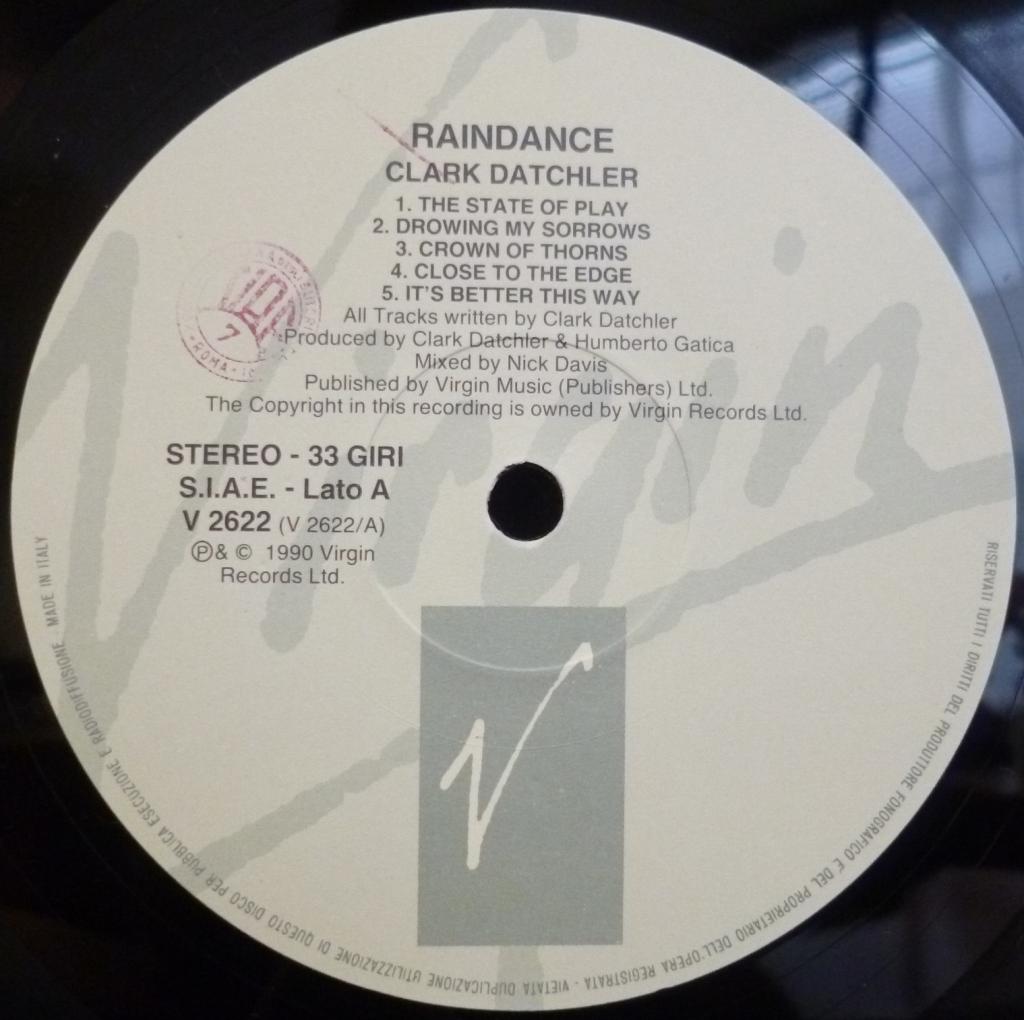 RAINDANCE
CLARK DATCHLER
1. THE STATE OF PLAY
2. DROWING MY SORROWS
3. CROWN OF THORNS
4. CLOSE TO THE EDGE
5. IT'S BETTER THIS WAY
All Tracks written by Clark Datchler
Produced by Clark Datchler & Humberto Gatica
Mixed by Nick Davis
Published by Virgin Music (Publishers) Ltd.
The Copyright in this recording is owned by Virgin Records Ltd.
STEREO - 33 GIRI
S.I.A.E. - Lato A
V 2622 (V 2622/A)
Ⓟ& © 1990 Virgin
Records Ltd.
7
ROMA
Virgin
V
RISERVATI TUTTI I DIRITTI DEL PRODUTTORE FONOGRAFICO E DEL PROPRIETARIO DELL'OPERA REGISTRATA - VIETATA DUPLICAZIONE UTILIZZAZIONE DI QUESTO DISCO PER PUBBLICA ESECUZIONE E RADIODIFFUSIONE - MADE IN ITALY